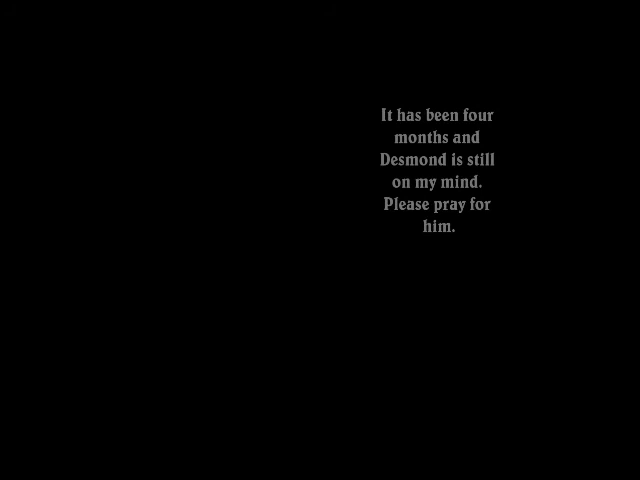 It has been four
months and
Desmond is still
on my mind.
Please pray for
him.